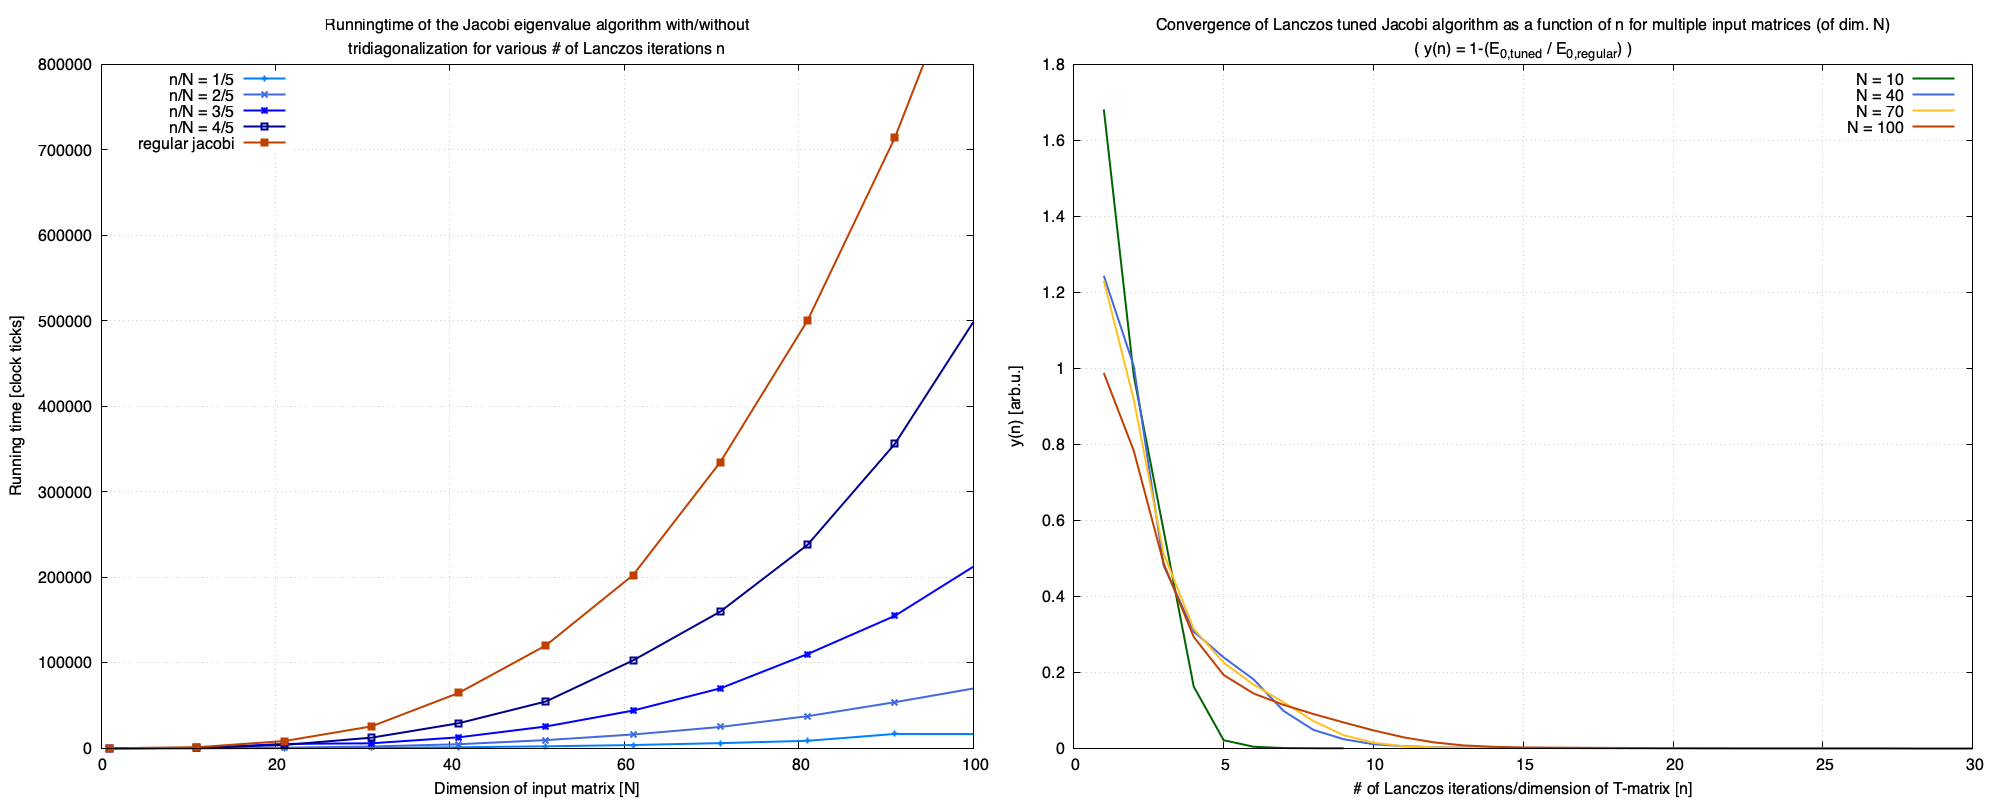 Runningtime of the Jacobi eigenvalue algorithm with/without
tridiagonalization for various # of Lanczos iterations n
800000
700000
600000
500000
400000
300000
200000
100000
0
Running time [clock ticks]
n/N = 1/5
n/N = 2/5
n/N = 3/5
n/N = 4/5
regular jacobi
0 20 40 60 80 100
Dimension of input matrix [N]
Convergence of Lanczos tuned Jacobi algorithm as a function of n for multiple input matrices (of dim. N)
( y(n) = 1-(E0,tuned / E0,regular) )
1.8
1.6
1.4
1.2
1
0.8
0.6
0.4
0.2
0
y(n) [arb.u.]
N = 10
N = 40
N = 70
N = 100
0 5 10 15 20 25 30
# of Lanczos iterations/dimension of T-matrix [n]